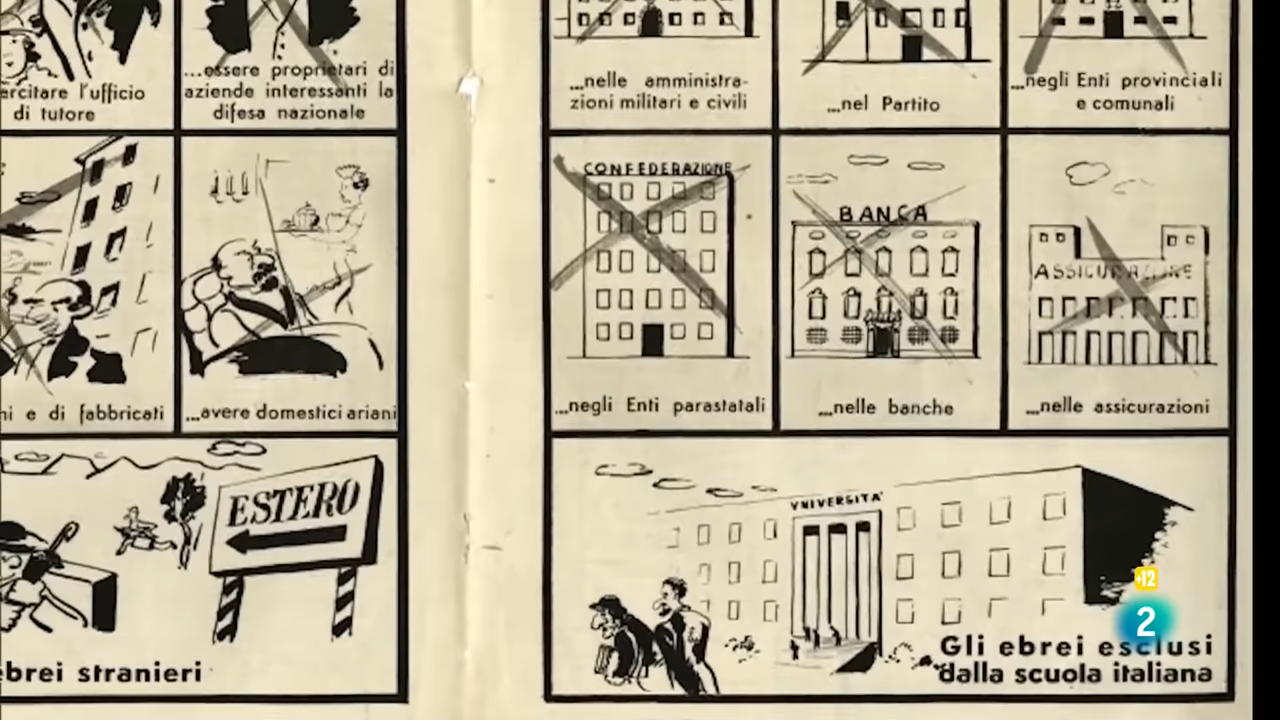 ...essere proprietari di
aziende interessanti la
difesa nazionale
ercitare l'ufficio
di tutore
...nelle amministra-
zioni militari e civili
...nel Partito
...negli Enti provinciali
e comunali
ni e di fabbricati
...avere domestici ariani
CONFEDERAZIONE
...negli Enti parastatali
BANCA
...nelle banche
ASSICURAZIONE
...nelle assicurazioni
ESTERO
ebrei stranieri
VNIVERSITA'
Gli ebrei esclusi
dalla scuola italiana
+12
2